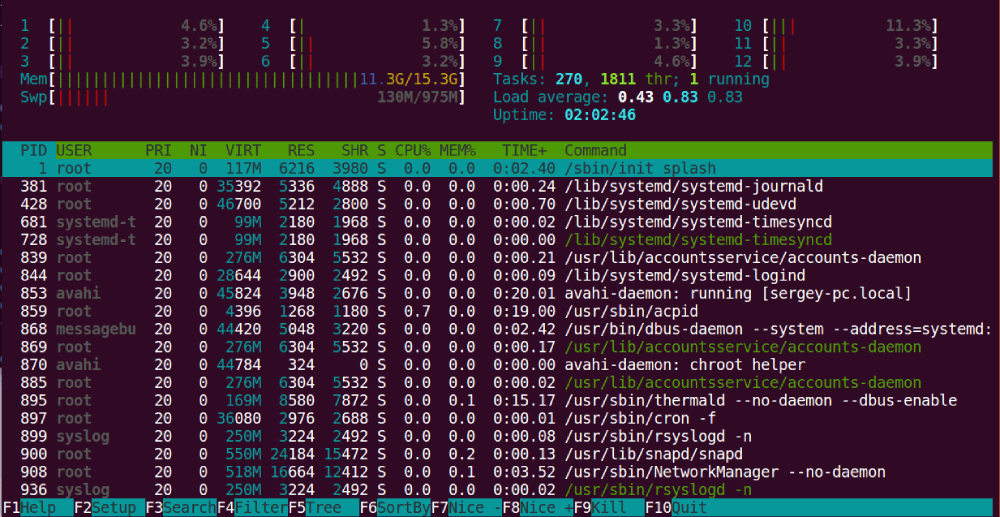 1 [|| 4.6%] 4 [| 1.3%] 7 [|| 3.3%] 10 [||| 11.3%]
2 [|| 3.2%] 5 [|| 5.8%] 8 [|| 1.3%] 11 [|| 3.3%]
3 [|| 3.9%] 6 [|| 3.2%] 9 [|| 4.6%] 12 [|| 3.9%]
Mem[||||||||||||||||||||||||||||||||||11.3G/15.3G] Tasks: 270, 1811 thr; 1 running
Swp[|||||| 130M/975M] Load average: 0.43 0.83 0.83
Uptime: 02:02:46
PID USER PRI NI VIRT RES SHR S CPU% MEM% TIME+ Command
1 root 20 0 117M 6216 3980 S 0.0 0.0 0:02.40 /sbin/init splash
381 root 20 0 35392 5336 4888 S 0.0 0.0 0:00.24 /lib/systemd/systemd-journald
428 root 20 0 46700 5212 2800 S 0.0 0.0 0:00.70 /lib/systemd/systemd-udevd
681 systemd-t 20 0 99M 2180 1968 S 0.0 0.0 0:00.02 /lib/systemd/systemd-timesyncd
728 systemd-t 20 0 99M 2180 1968 S 0.0 0.0 0:00.00 /lib/systemd/systemd-timesyncd
839 root 20 0 276M 6304 5532 S 0.0 0.0 0:00.21 /usr/lib/accountsservice/accounts-daemon
844 root 20 0 28644 2900 2492 S 0.0 0.0 0:00.09 /lib/systemd/systemd-logind
853 avahi 20 0 45824 3948 2676 S 0.0 0.0 0:20.01 avahi-daemon: running [sergey-pc.local]
859 root 20 0 4396 1268 1180 S 0.7 0.0 0:19.00 /usr/sbin/acpid
868 messagebu 20 0 44420 5048 3220 S 0.0 0.0 0:02.42 /usr/bin/dbus-daemon --system --address=systemd:
869 root 20 0 276M 6304 5532 S 0.0 0.0 0:00.17 /usr/lib/accountsservice/accounts-daemon
870 avahi 20 0 44784 324 0 S 0.0 0.0 0:00.00 avahi-daemon: chroot helper
885 root 20 0 276M 6304 5532 S 0.0 0.0 0:00.02 /usr/lib/accountsservice/accounts-daemon
895 root 20 0 169M 8580 7872 S 0.0 0.1 0:15.17 /usr/sbin/thermald --no-daemon --dbus-enable
897 root 20 0 36080 2976 2688 S 0.0 0.0 0:00.01 /usr/sbin/cron -f
899 syslog 20 0 250M 3224 2492 S 0.0 0.0 0:00.08 /usr/sbin/rsyslogd -n
900 root 20 0 550M 24184 15472 S 0.0 0.2 0:00.13 /usr/lib/snapd/snapd
908 root 20 0 518M 16664 12412 S 0.0 0.1 0:03.52 /usr/sbin/NetworkManager --no-daemon
936 syslog 20 0 250M 3224 2492 S 0.0 0.0 0:00.02 /usr/sbin/rsyslogd -n
F1Help F2Setup F3SearchF4FilterF5Tree F6SortByF7Nice -F8Nice +F9Kill F10Quit